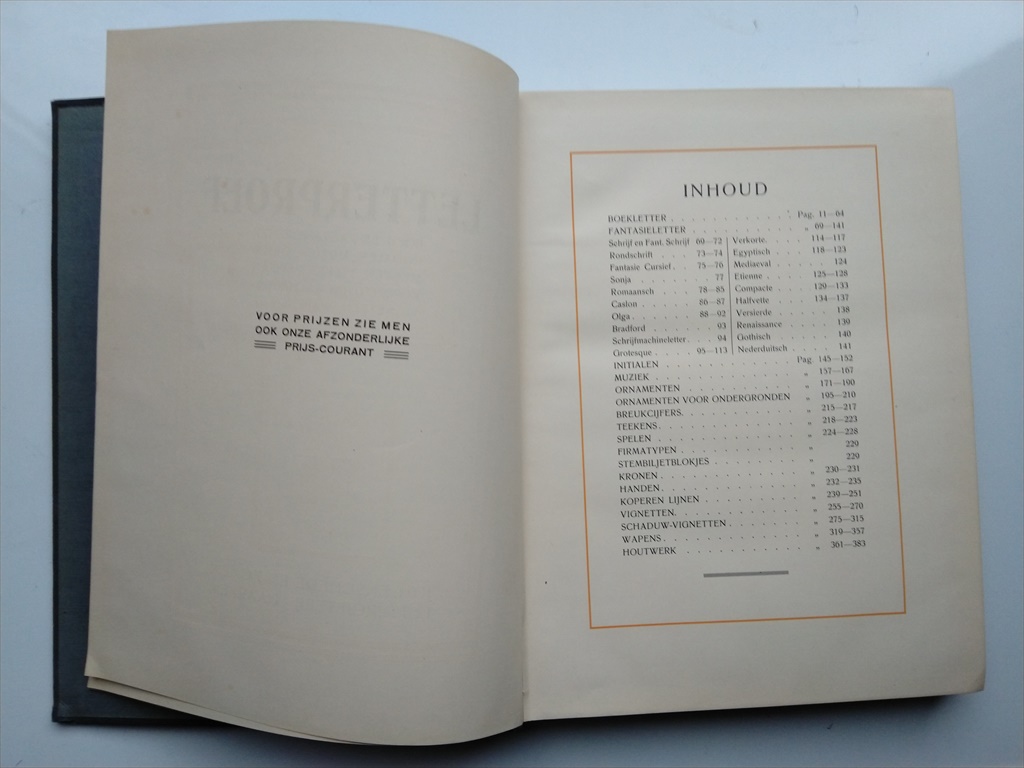 LETTERPROEF
VOOR PRIJZEN ZIE MEN
OOK ONZE AFZONDERLIJKE
PRIJS-COURANT
INHOUD
BOEKLETTER . . . . . . . . . . . . Pag. 11—64
FANTASIELETTER . . . . . . . . . . „ 69—141
Schrijf en Fant. Schrijf 69—72
Rondschrift . . . . 73—74
Fantasie Cursief . . . 75—76
Sonja . . . . . . 77
Romaansch . . . . 78—85
Caslon . . . . . . 86—87
Olga . . . . . . . 88—92
Bradford . . . . . 93
Schrijfmachineletter . . . 94
Grotesque . . . . 95—113
Verkorte . . . . 114—117
Egyptisch . . . 118—123
Mediaeval . . . . 124
Etienne . . . . 125—128
Compacte . . . 129—133
Halfvette . . . . 134—137
Versierde . . . . 138
Renaissance . . . . 139
Gothisch . . . . 140
Nederduitsch . . . . 141
INITIALEN . . . . . . . . . . . Pag. 145—152
MUZIEK . . . . . . . . . . . . „ 157—167
ORNAMENTEN . . . . . . . . . . „ 171—190
ORNAMENTEN VOOR ONDERGRONDEN „ 195—210
BREUKCIJFERS . . . . . . . . . . „ 215—217
TEEKENS . . . . . . . . . . . . „ 218—223
SPELEN . . . . . . . . . . . . „ 224—228
FIRMATYPEN . . . . . . . . . . „ 229
STEMBILJETBLOKJES . . . . . . . „ 229
KRONEN . . . . . . . . . . . . „ 230—231
HANDEN . . . . . . . . . . . . „ 232—235
KOPEREN LIJNEN . . . . . . . . „ 239—251
VIGNETTEN . . . . . . . . . . . „ 255—270
SCHADUW-VIGNETTEN . . . . . . „ 275—315
WAPENS . . . . . . . . . . . . „ 319—357
HOUTWERK . . . . . . . . . . . „ 361—383